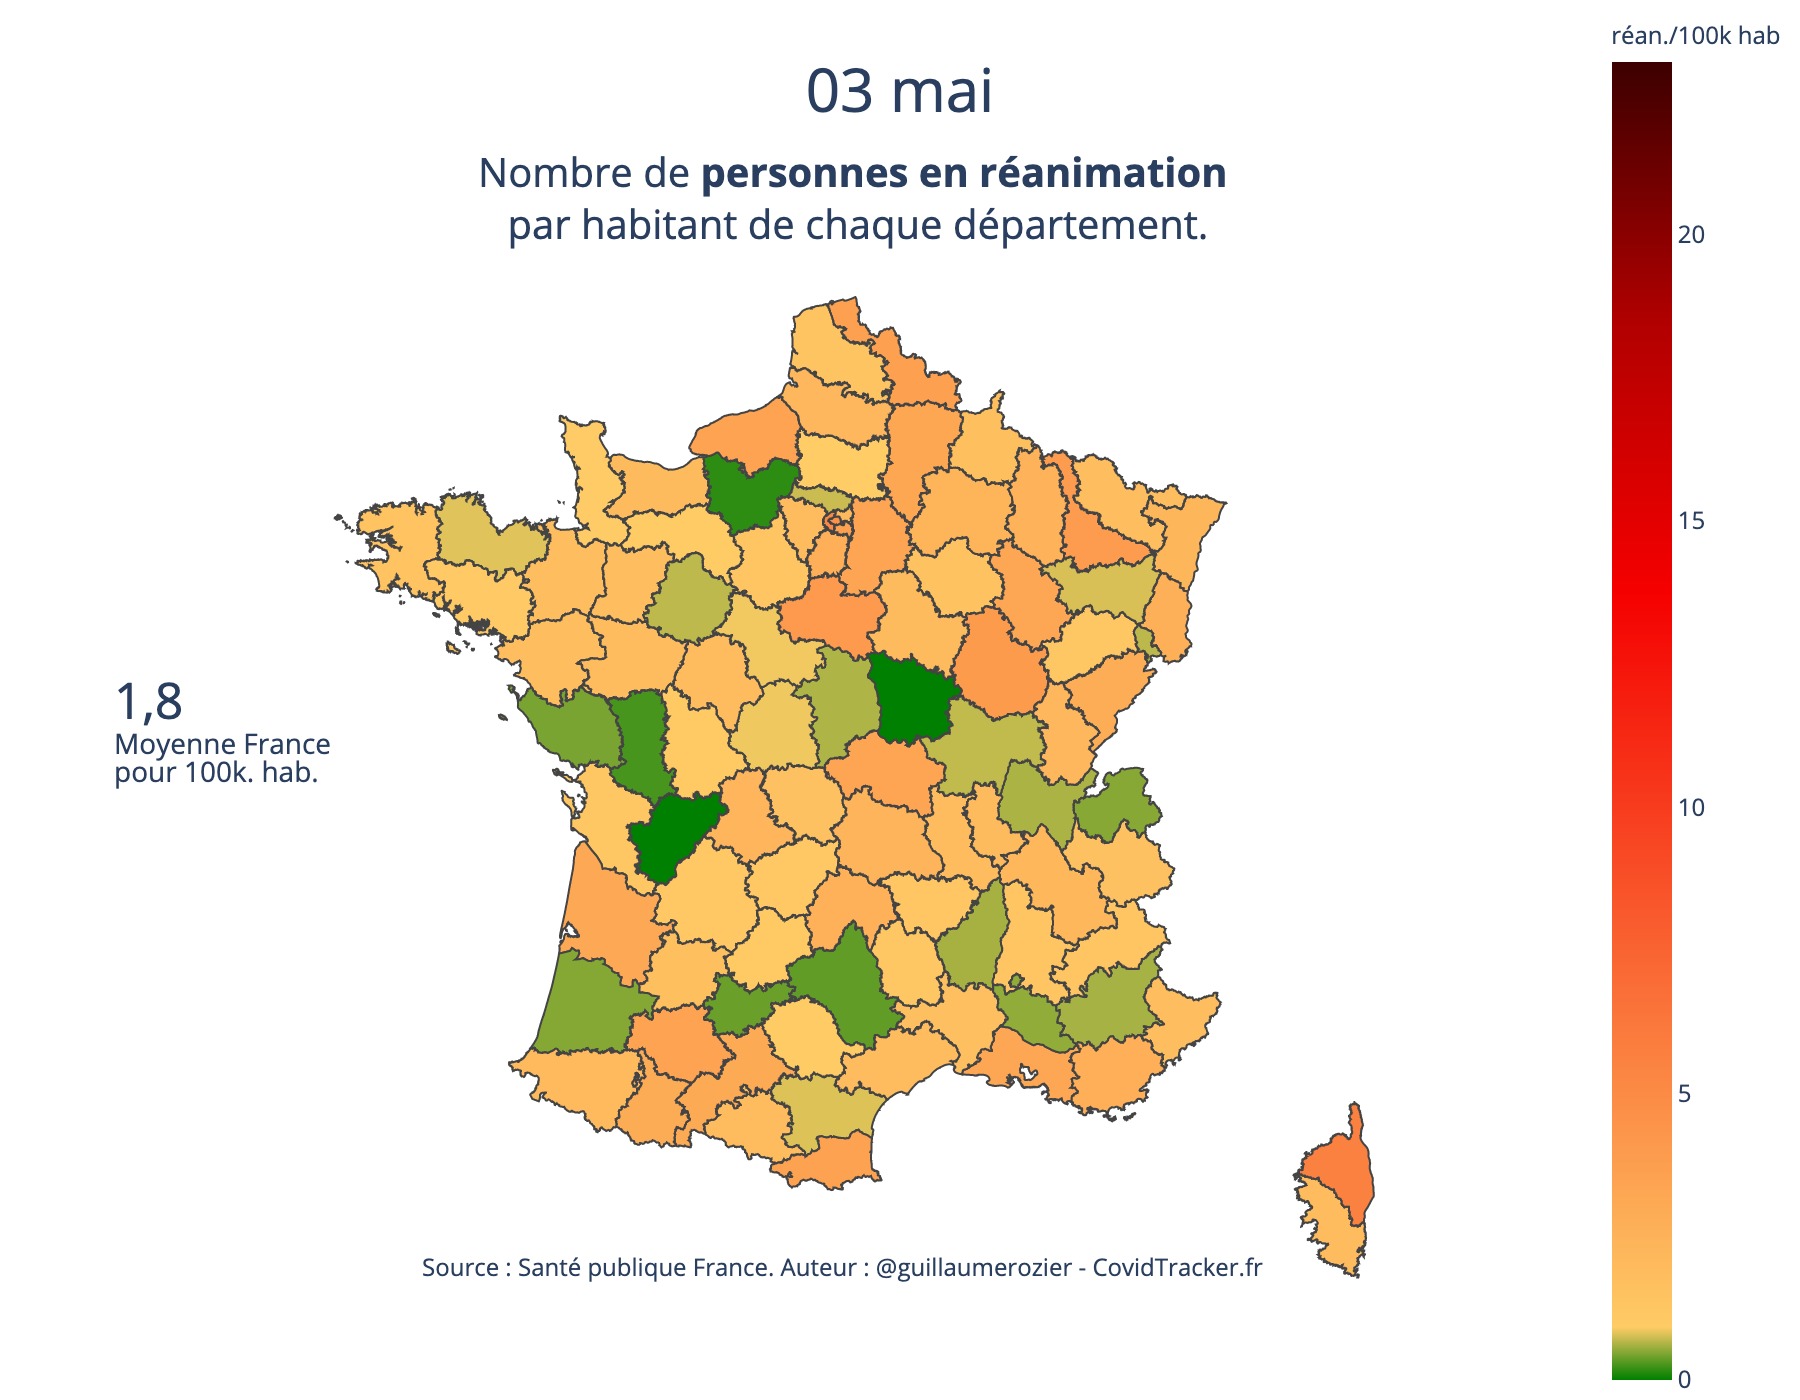 réan./100k hab
03 mai
Nombre de personnes en réanimation
par habitant de chaque département.
20
15
1,8
Moyenne France
pour 100k. hab.
10
5
Source : Santé publique France. Auteur : @guillaumerozier - CovidTracker.fr
0